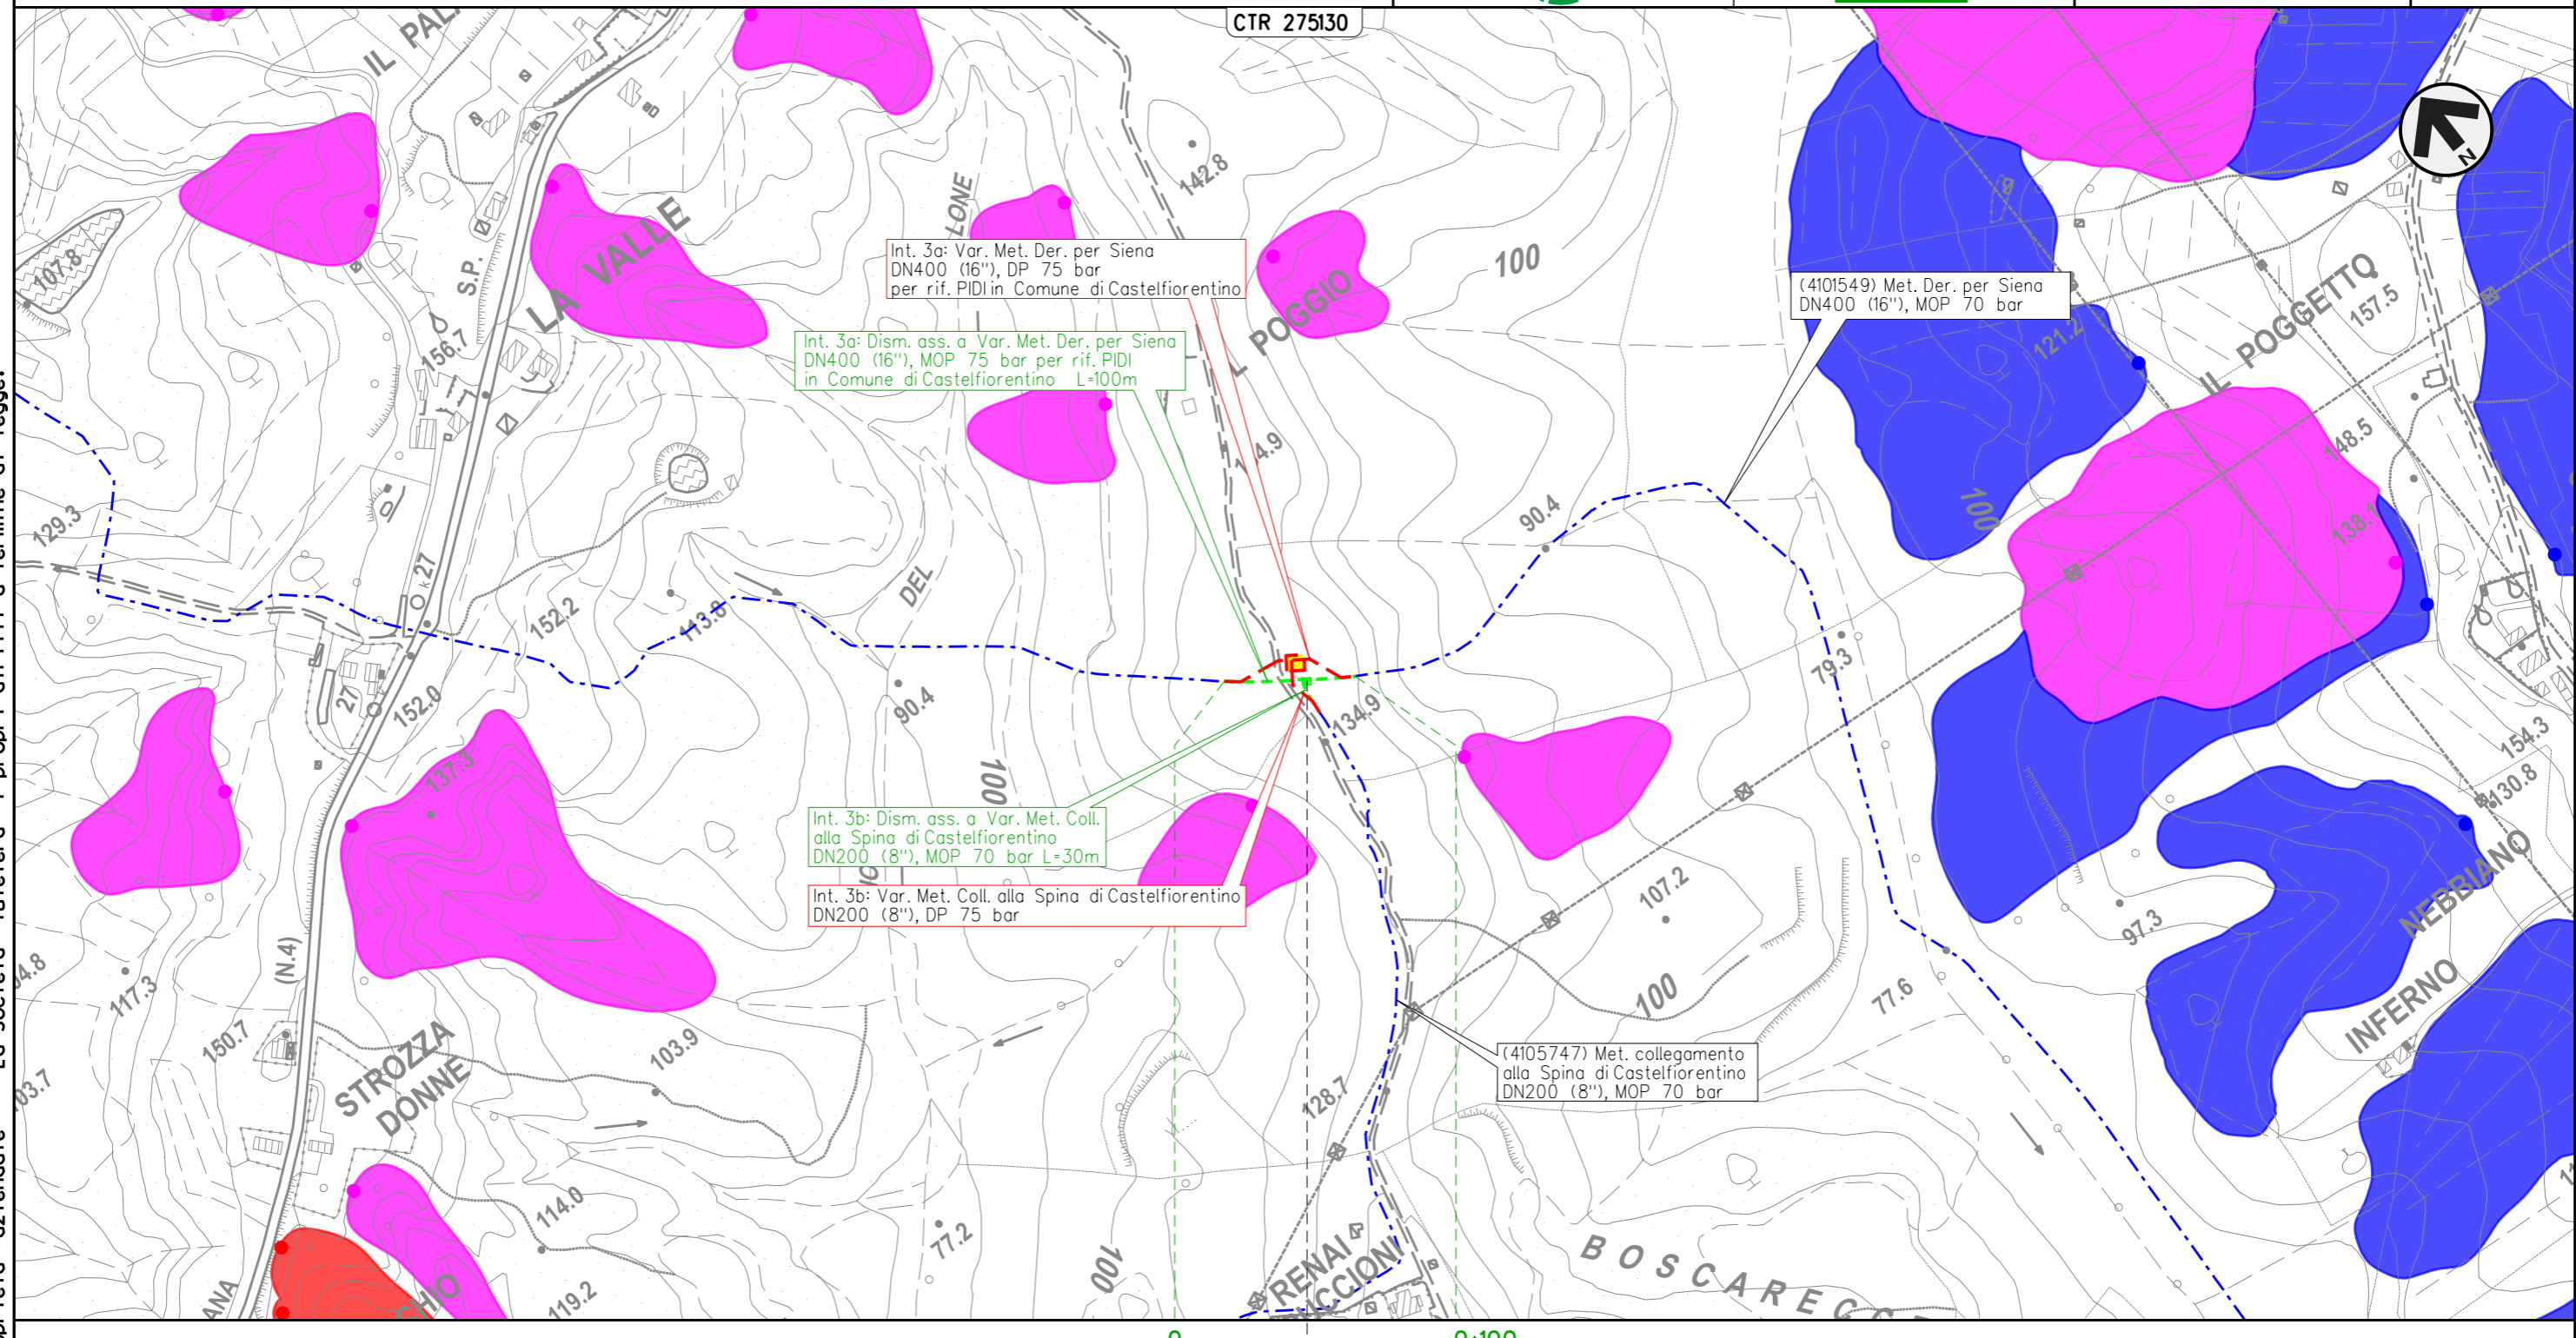 CTR 275130
IL
LA VALLE
S.P.
107.8
156.7
LONE
142.8
100
POGGIO
Int. 3a: Var. Met. Der. per Siena
DN400 (16"), DP 75 bar
per rif. PIDI in Comune di Castelfiorentino
Int. 3a: Dism. ass. a Var. Met. Der. per Siena
DN400 (16"), MOP 75 bar per rif. PIDI
in Comune di Castelfiorentino L=100m
(4101549) Met. Der. per Siena
DN400 (16"), MOP 70 bar
N
IL POGGETTO
157.5
121.2
148.5
138.1
100
129.3
27
152.2
113.8
DEL
90.4
90.4
79.3
134.9
27
152.0
137.3
100
Int. 3b: Dism. ass. a Var. Met. Coll.
alla Spina di Castelfiorentino
DN200 (8"), MOP 70 bar L=30m
Int. 3b: Var. Met. Coll. alla Spina di Castelfiorentino
DN200 (8"), DP 75 bar
154.3
130.8
NEBBIANO
INFERNO
97.3
107.2
100
77.6
(N.4)
117.3
150.7
STROZZA
DONNE
103.9
(4105747) Met. collegamento
alla Spina di Castelfiorentino
DN200 (8"), MOP 70 bar
128.7
114.0
77.2
100
119.2
RENAI
BOSCARECC
0
0+100